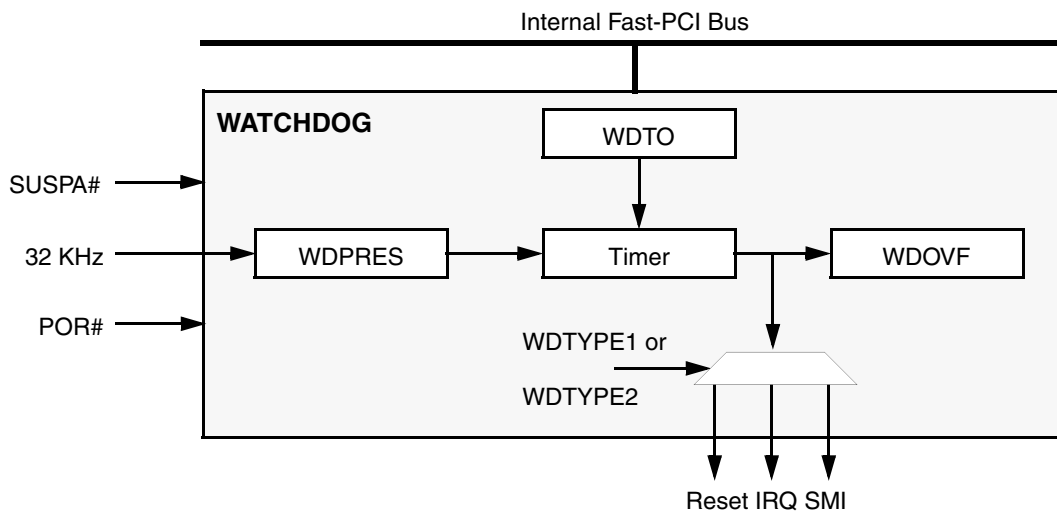 Internal Fast-PCI Bus
WATCHDOG
WDTO
SUSPA#
32 KHz
WDPRES
Timer
WDOVF
POR#
WDTYPE1 or
WDTYPE2
Reset IRQ SMI